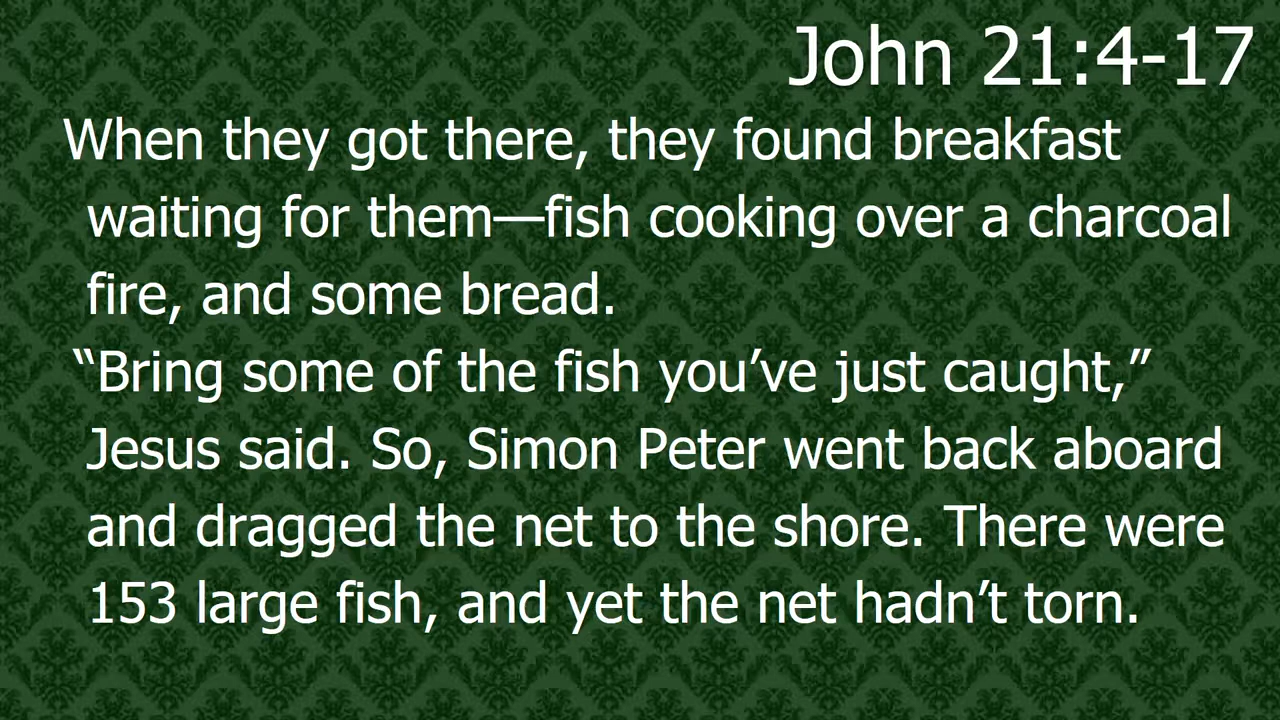 John 21:4-17
When they got there, they found breakfast
waiting for them—fish cooking over a charcoal
fire, and some bread.
“Bring some of the fish you’ve just caught,”
Jesus said. So, Simon Peter went back aboard
and dragged the net to the shore. There were
153 large fish, and yet the net hadn’t torn.